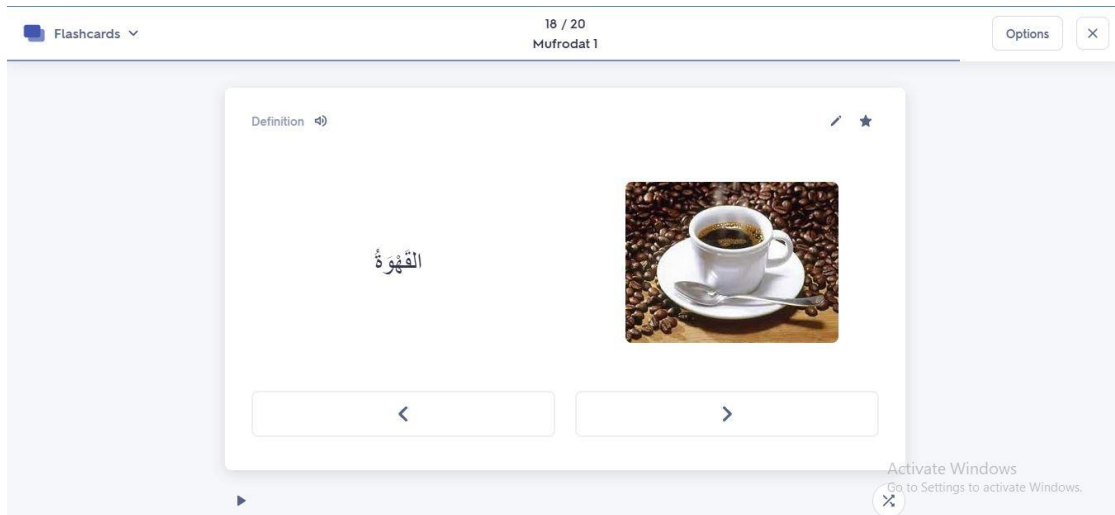 Flashcards
18 / 20
Mufrodat 1
Options
Definition
القَهْوَةُ
Activate Windows
Go to Settings to activate Windows.